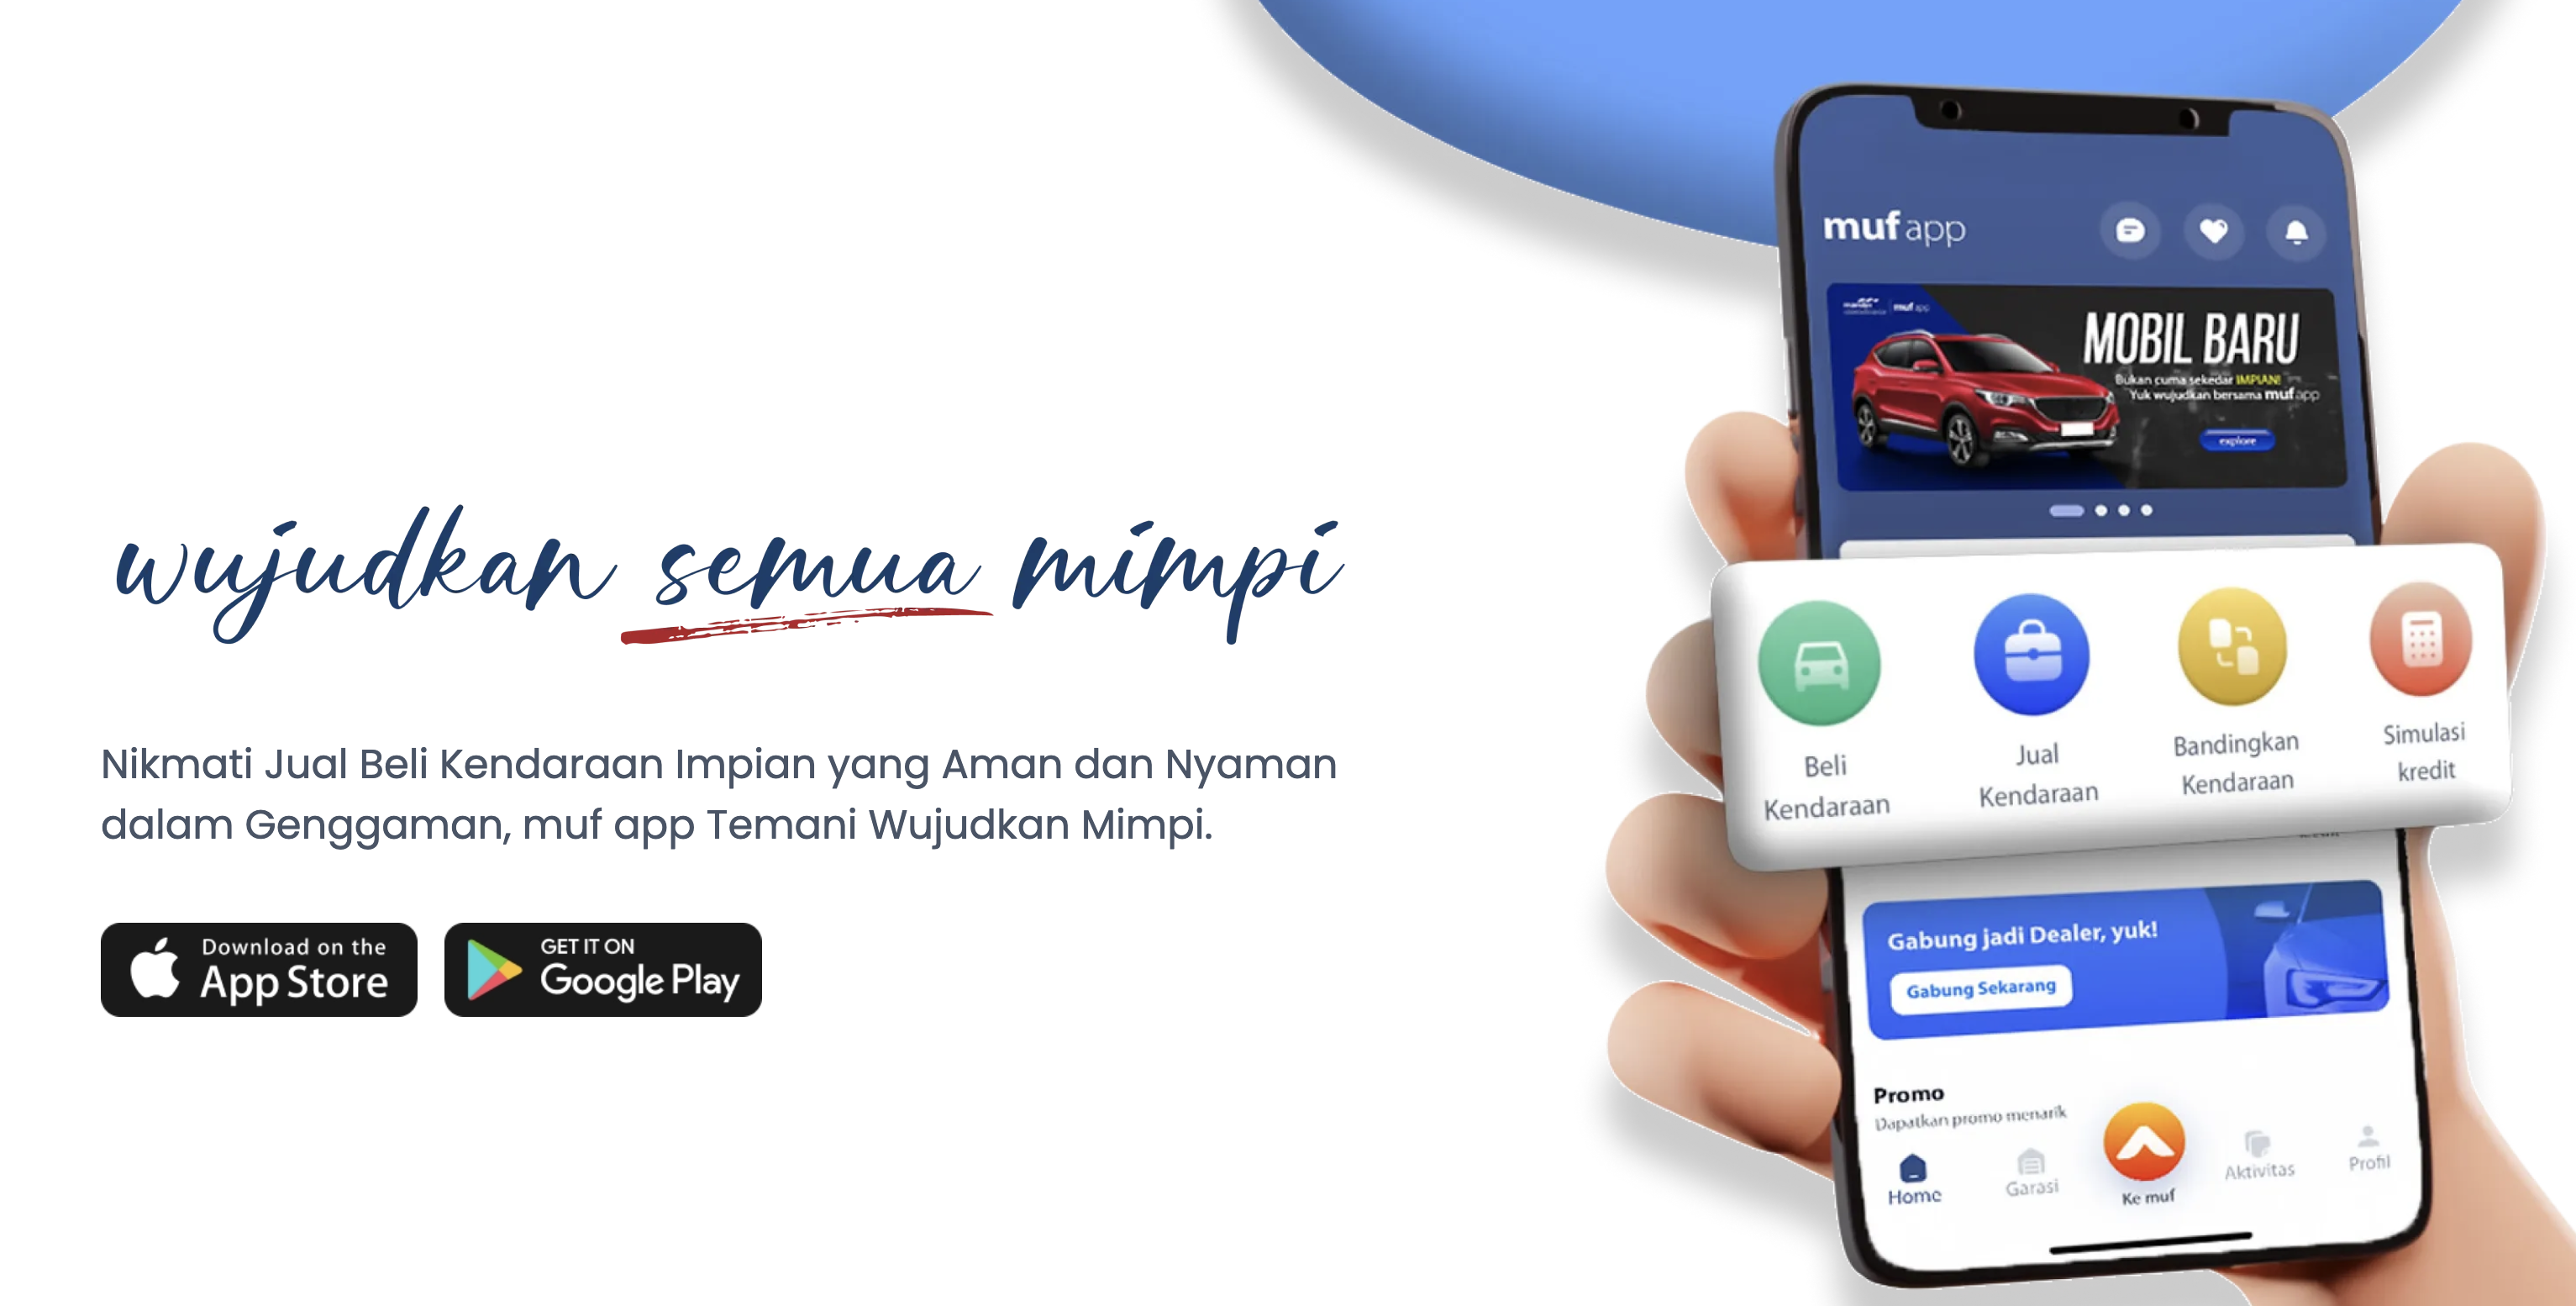 wujudkan semua mimpi
Nikmati Jual Beli Kendaraan Impian yang Aman dan Nyaman
dalam Genggaman, muf app Temani Wujudkan Mimpi.
Download on the
App Store
GET IT ON
Google Play
muf app
mandiri
muf app
MOBIL BARU
Bukan cuma sekedar IMPIAN!
Yuk wujudkan bersama muf app
explore
Beli
Kendaraan
Jual
Kendaraan
Bandingkan
Kendaraan
Simulasi
kredit
Gabung jadi Dealer, yuk!
Gabung Sekarang
Promo
Dapatkan promo menarik
Home
Garasi
Ke muf
Aktivitas
Profil